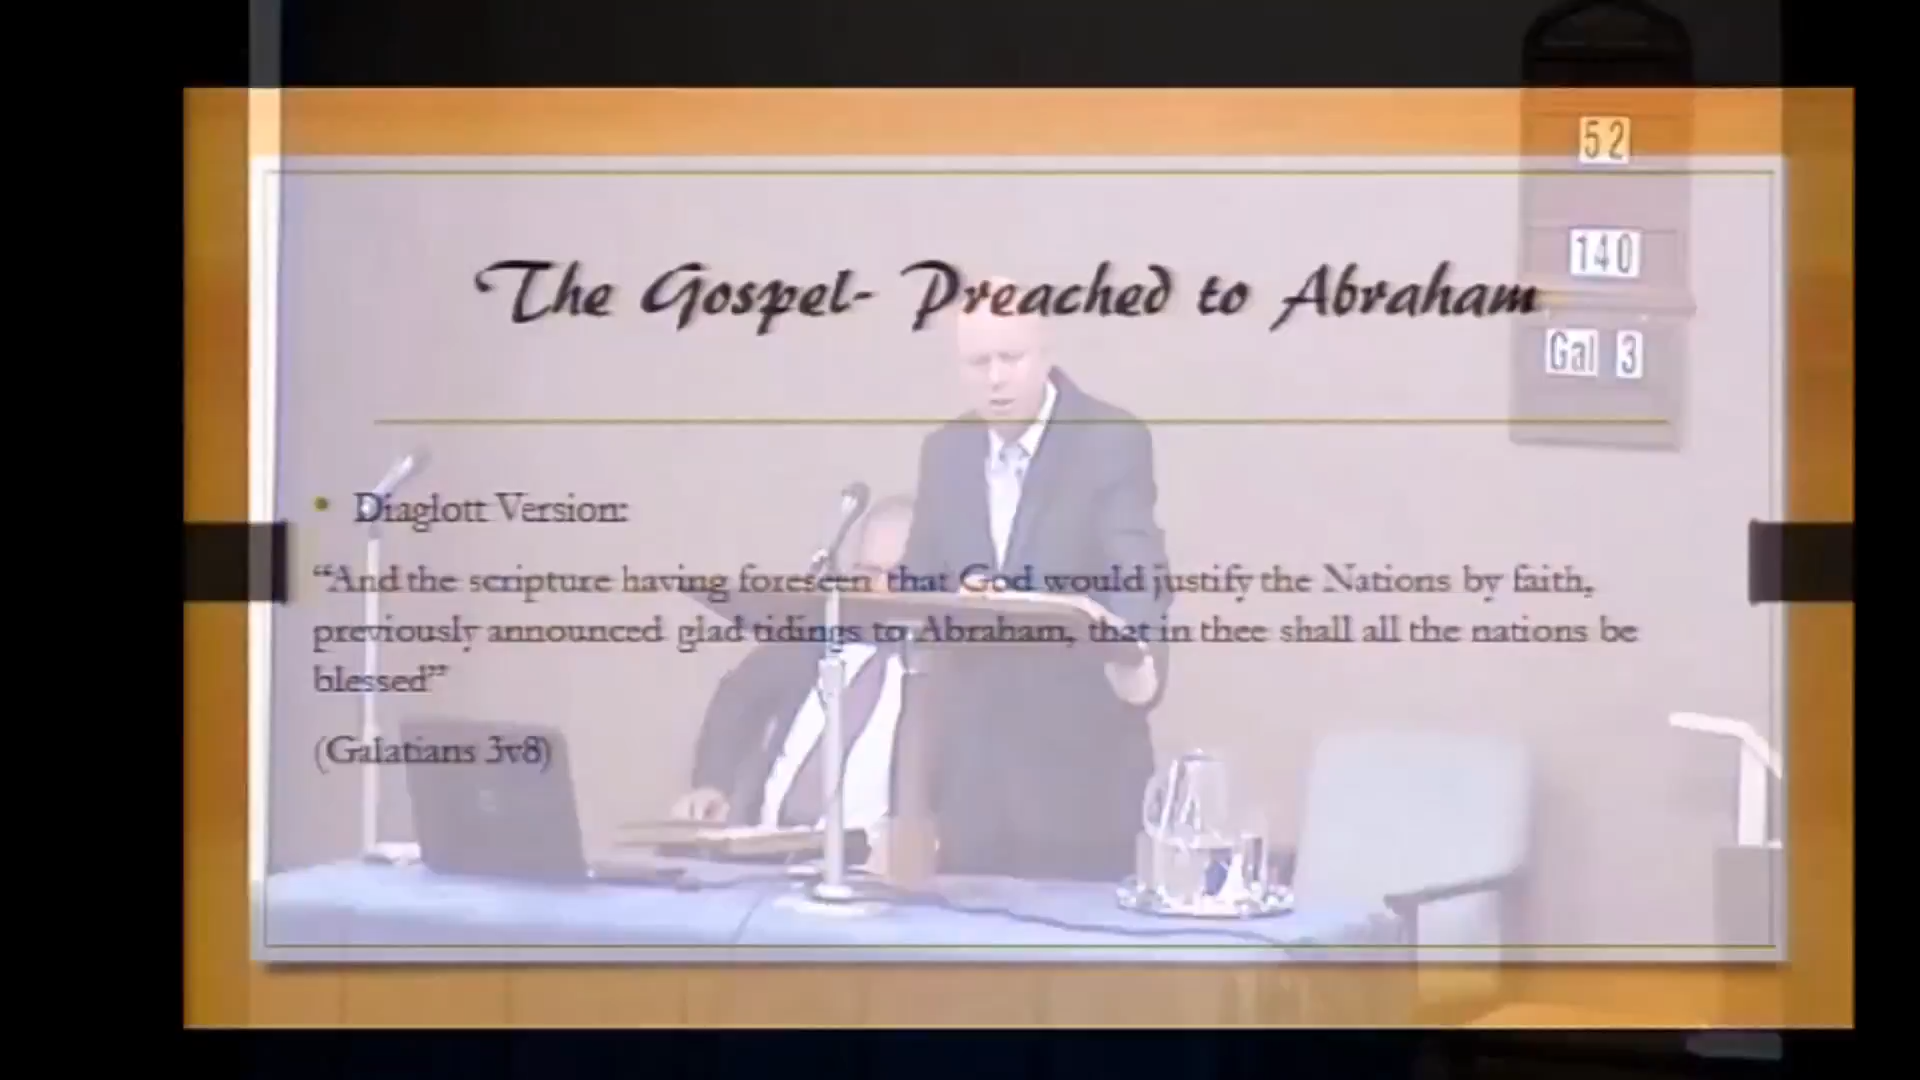 52
140
The Gospel- Preached to Abraham
Gal 3
Diaglott Version:
“And the scripture having foreseen that God would justify the Nations by faith,
previously announced glad tidings to Abraham, that in thee shall all the nations be
blessed”
(Galatians 3v8)